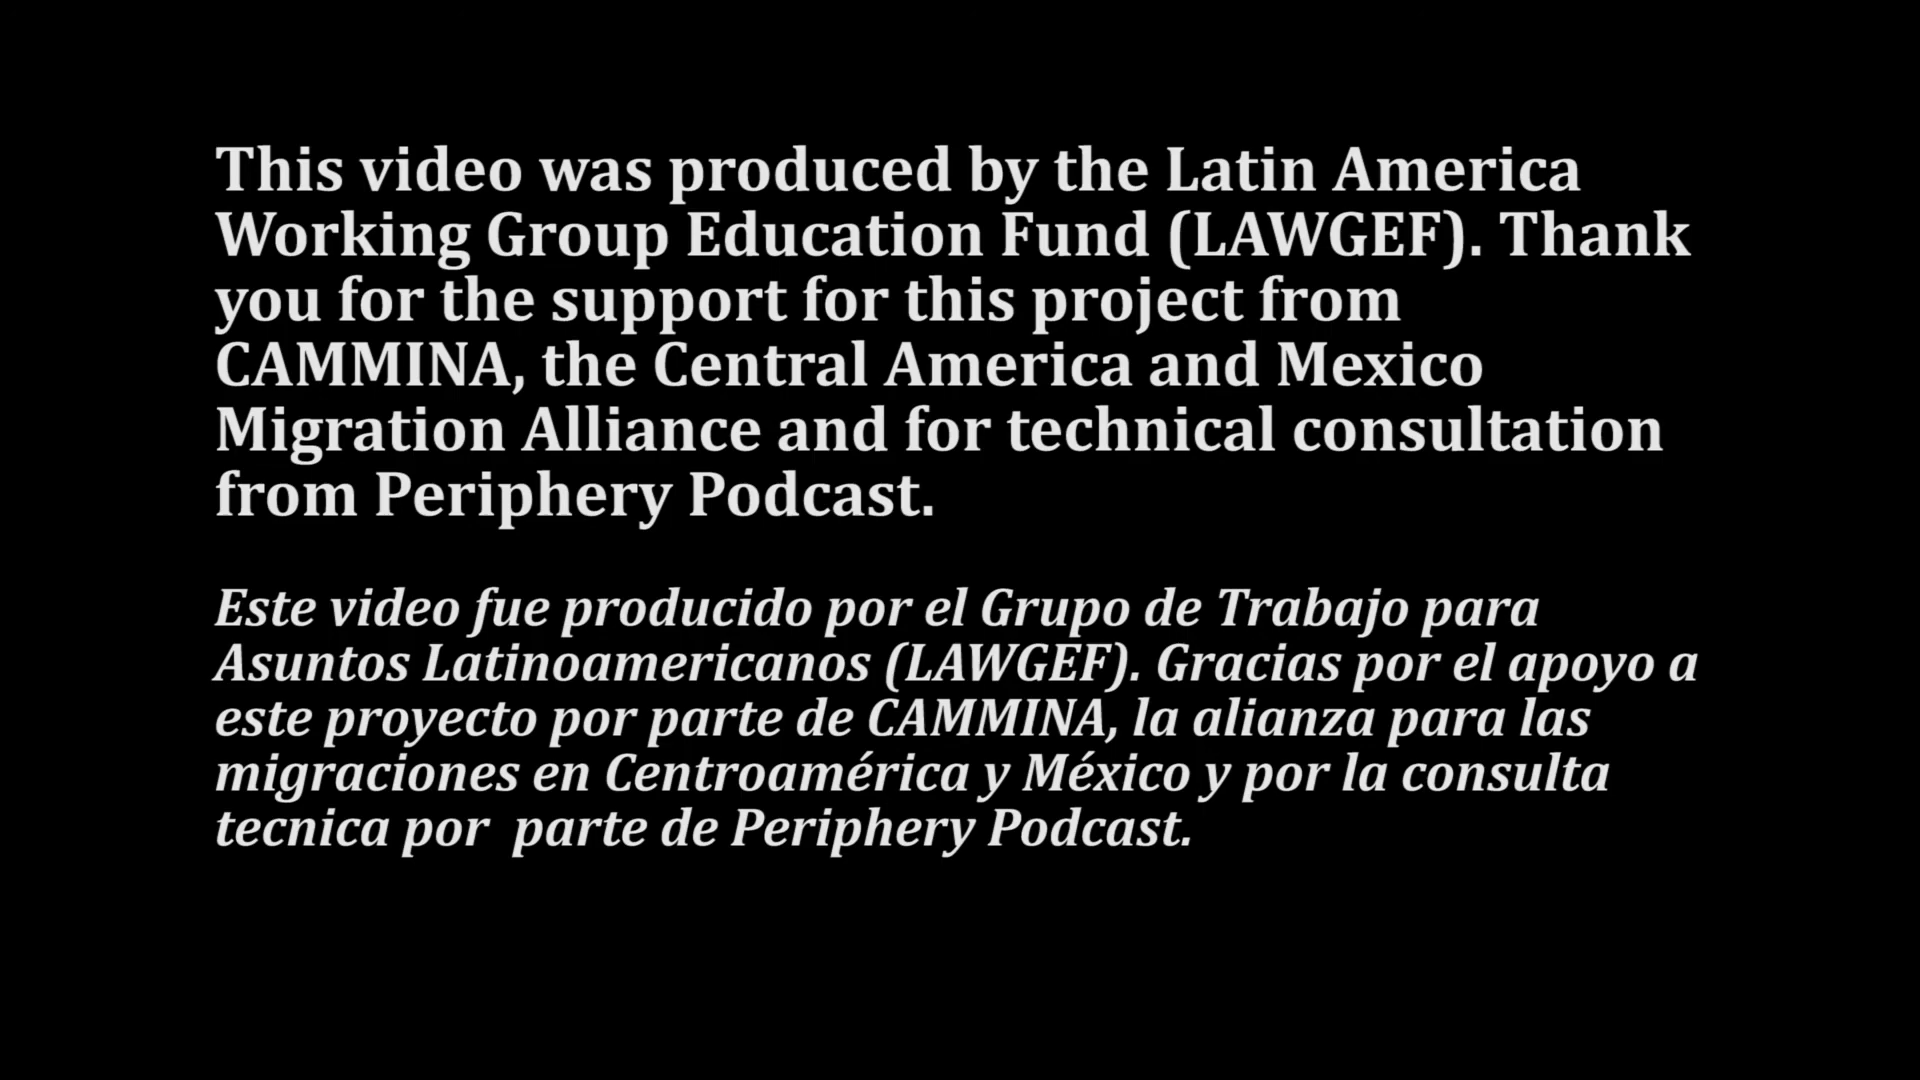 This video was produced by the Latin America
Working Group Education Fund (LAWGEF). Thank
you for the support for this project from
CAMMINA, the Central America and Mexico
Migration Alliance and for technical consultation
from Periphery Podcast.
Este video fue producido por el Grupo de Trabajo para
Asuntos Latinoamericanos (LAWGEF). Gracias por el apoyo a
este proyecto por parte de CAMMINA, la alianza para las
migraciones en Centroamérica y México y por la consulta
tecnica por  parte de Periphery Podcast.